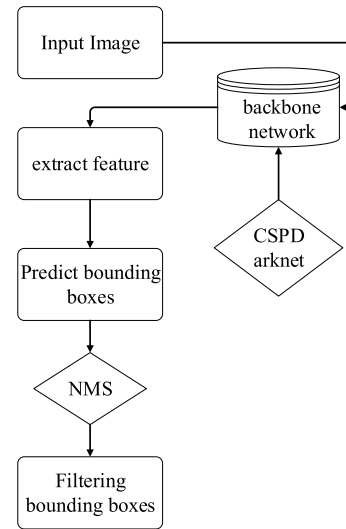 Input Image
backbone
network
extract feature
CSPD
arknet
Predict bounding
boxes
NMS
Filtering
bounding boxes